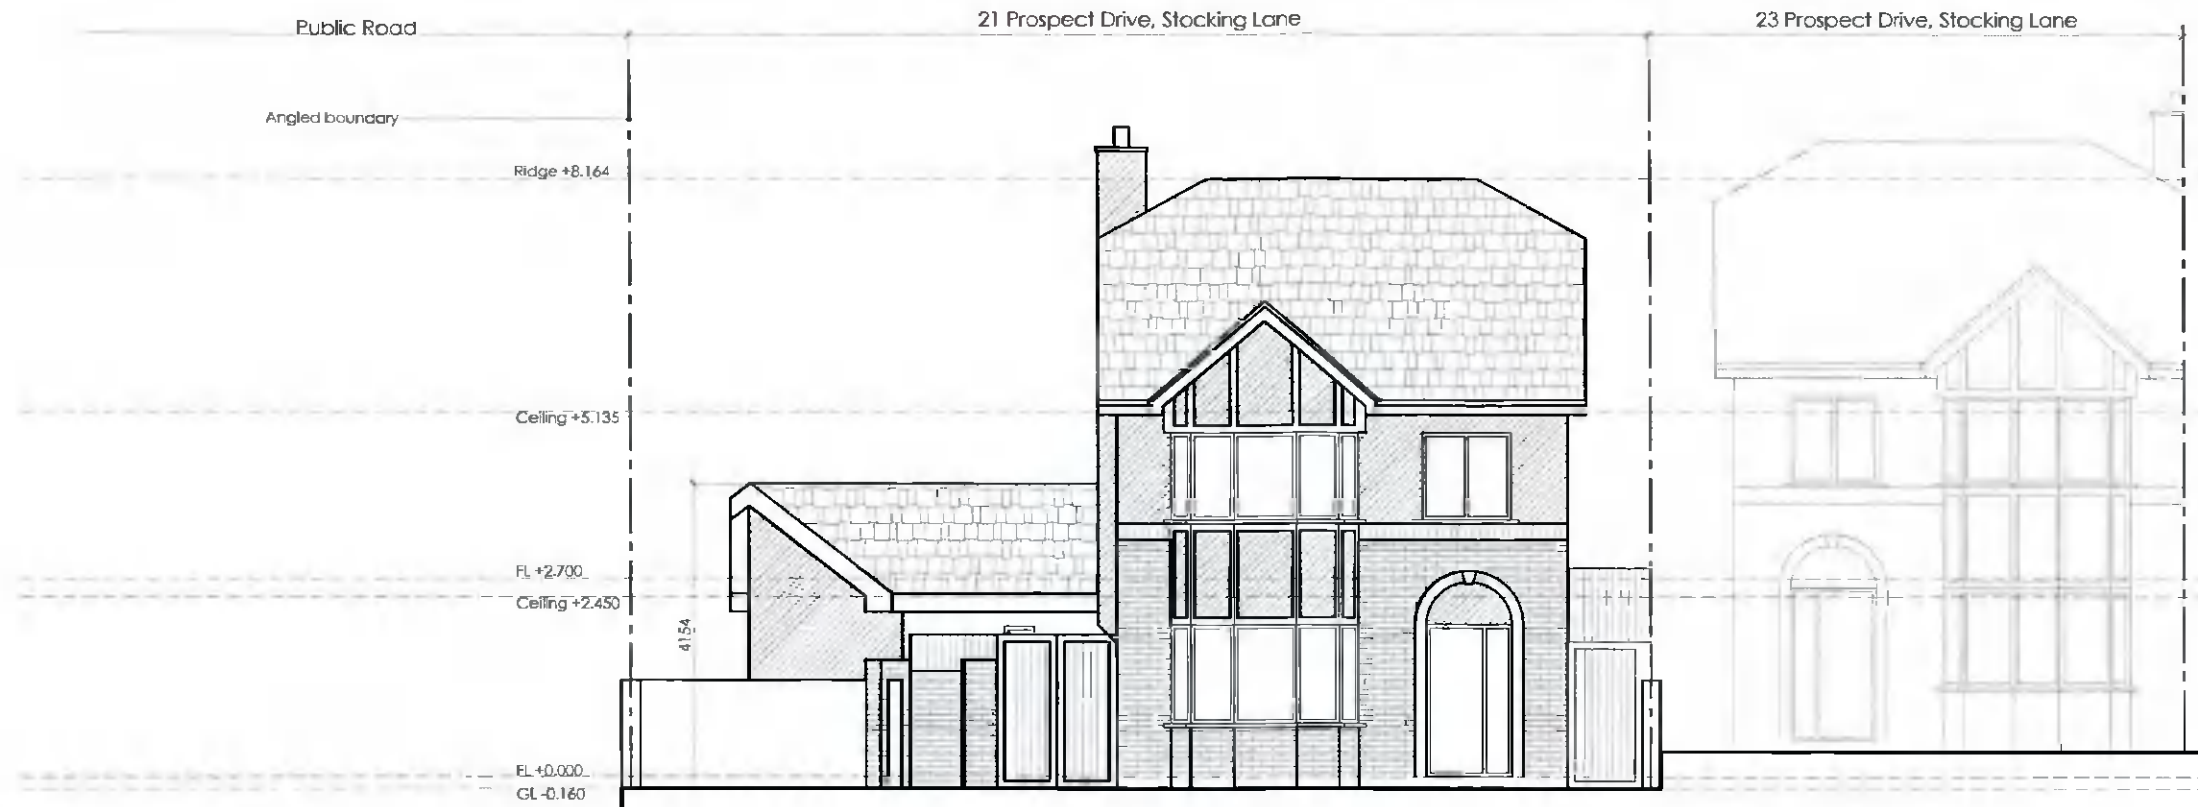 Public Road
21 Prospect Drive, Stocking Lane
23 Prospect Drive, Stocking Lane
Angled boundary
Ridge +8.164
Ceiling +5.135
FL +2.700
Ceiling +2.450
4154
FL +0.000
GL -0.160